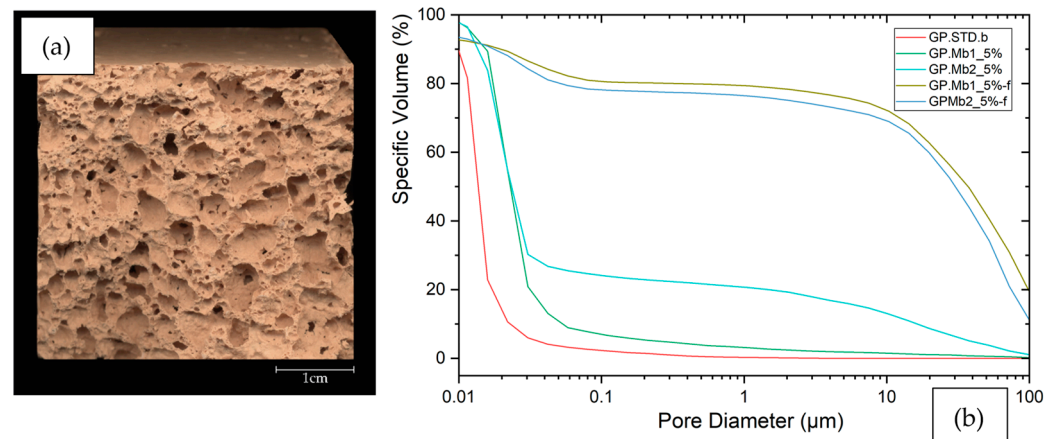 (a)
1cm
Specific Volume (%)
100
80
60
40
20
0
0.01
0.1
1
10
100
Pore Diameter (µm)
GP.STD.b
GP.Mb1_5%
GP.Mb2_5%
GP.Mb1_5%-f
GPMb2_5%-f
(b)